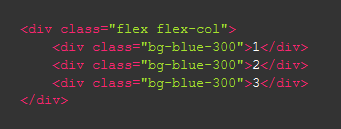 <div class="flex flex-col">
    <div class="bg-blue-300">1</div>
    <div class="bg-blue-300">2</div>
    <div class="bg-blue-300">3</div>
</div>